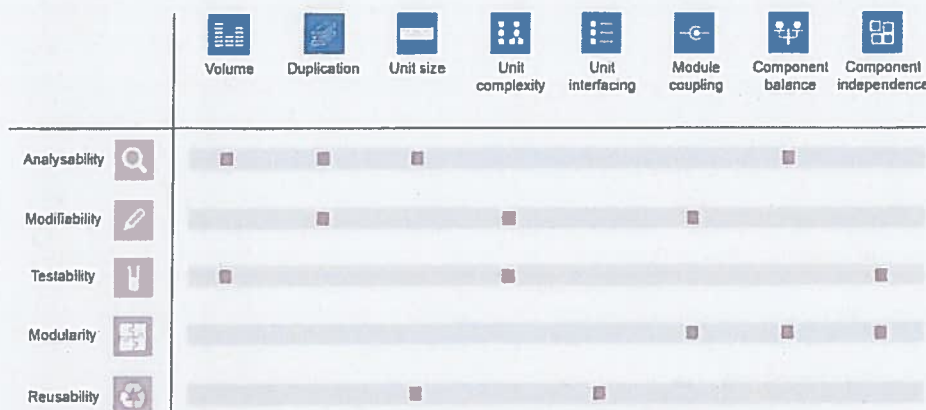 Volume
Duplication
Unit size
Unit
complexity
Unit
interfacing
Module
coupling
Component
balance
Component
independence
Analysability
Modifiability
Testability
Modularity
Reusability